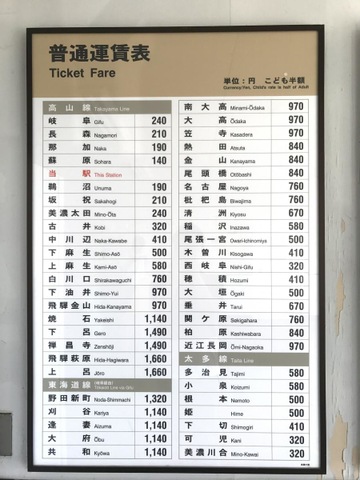 普通運賃表
Ticket Fare
単位：円　こども半額
Currency:Yen, Child's rate is half of Adult
高山線 Takayama Line
岐阜 Gifu 240
長森 Nagamori 210
那加 Naka 190
蘇原 Sohara 140
当駅 This Station
鵜沼 Unuma 190
坂祝 Sakahogi 210
美濃太田 Mino-Ōta 240
古井 Kobi 320
中川辺 Naka-Kawabe 410
下麻生 Shimo-Asō 500
上麻生 Kami-Asō 580
白川口 Shirakawaguchi 760
下油井 Shimo-Yui 970
飛騨金山 Hida-Kanayama 970
焼石 Yakeishi 1,140
下呂 Gero 1,490
禅昌寺 Zenshōji 1,490
飛騨萩原 Hida-Hagiwara 1,660
上呂 Jōro 1,660
東海道線 (岐阜経由) Tōkaidō Line via Gifu
野田新町 Noda-Shimmachi 1,320
刈谷 Kariya 1,140
逢妻 Aizuma 1,140
大府 Ōbu 1,140
共和 Kyōwa 1,140
南大高 Minami-Ōdaka 970
大高 Ōdaka 970
笠寺 Kasadera 970
熱田 Atsuta 840
金山 Kanayama 840
尾頭橋 Otōbashi 840
名古屋 Nagoya 760
枇杷島 Biwajima 760
清洲 Kiyosu 670
稲沢 Inazawa 580
尾張一宮 Owari-Ichinomiya 500
木曽川 Kisogawa 410
西岐阜 Nishi-Gifu 320
穂積 Hozumi 410
大垣 Ōgaki 500
垂井 Tarui 670
関ケ原 Sekigahara 760
柏原 Kashiwabara 840
近江長岡 Ōmi-Nagaoka 970
太多線 Taita Line
多治見 Tajimi 580
小泉 Koizumi 580
根本 Nemoto 500
姫 Hime 500
下切 Shimogiri 410
可児 Kani 320
美濃川合 Mino-Kawai 320